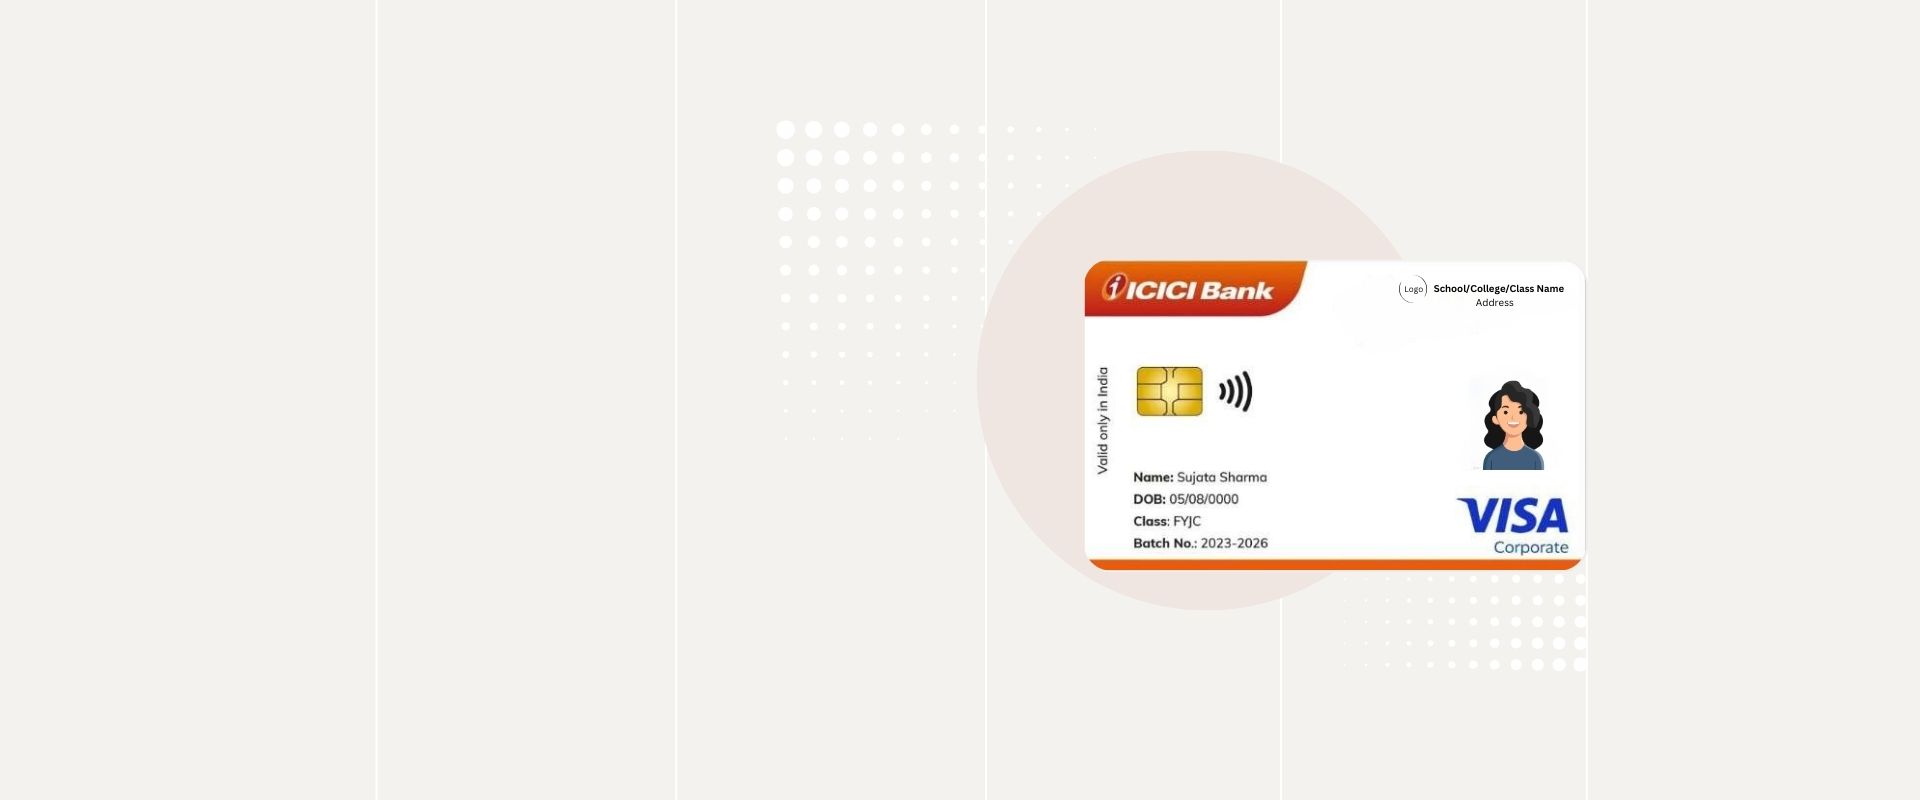 i ICICI Bank
Logo
School/College/Class Name
Address
Valid only in India
Name: Sujata Sharma
DOB: 05/08/0000
Class: FYJC
Batch No.: 2023-2026
VISA
Corporate